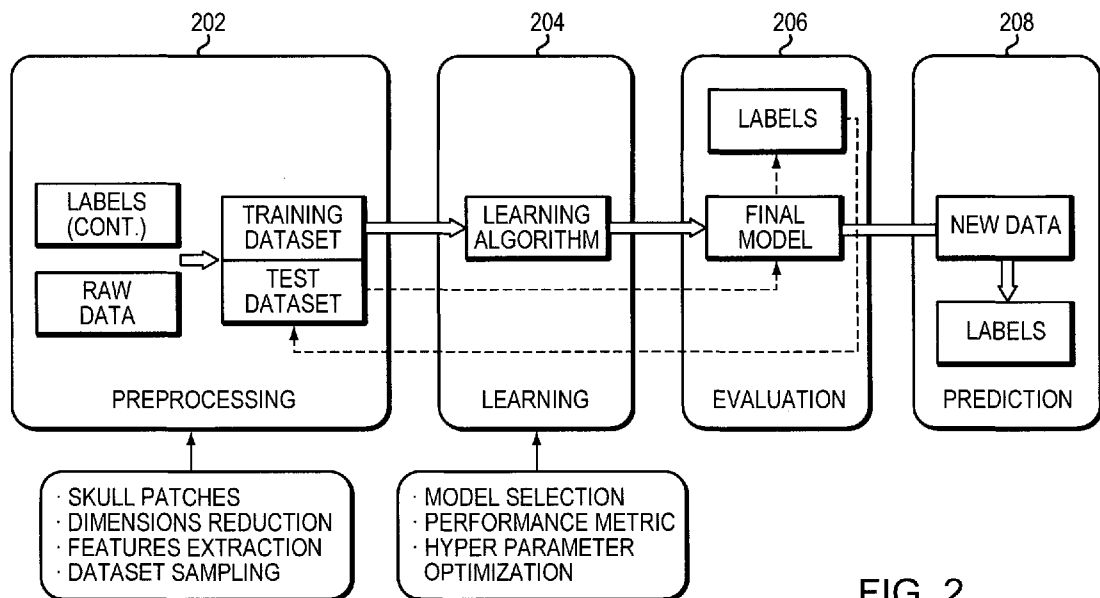 202
204
206
208
LABELS
(CONT.)
RAW
DATA
TRAINING
DATASET
TEST
DATASET
PREPROCESSING
LEARNING
ALGORITHM
LEARNING
LABELS
FINAL
MODEL
EVALUATION
NEW DATA
LABELS
PREDICTION
· SKULL PATCHES
· DIMENSIONS REDUCTION
· FEATURES EXTRACTION
· DATASET SAMPLING
· MODEL SELECTION
· PERFORMANCE METRIC
· HYPER PARAMETER
OPTIMIZATION
FIG. 2